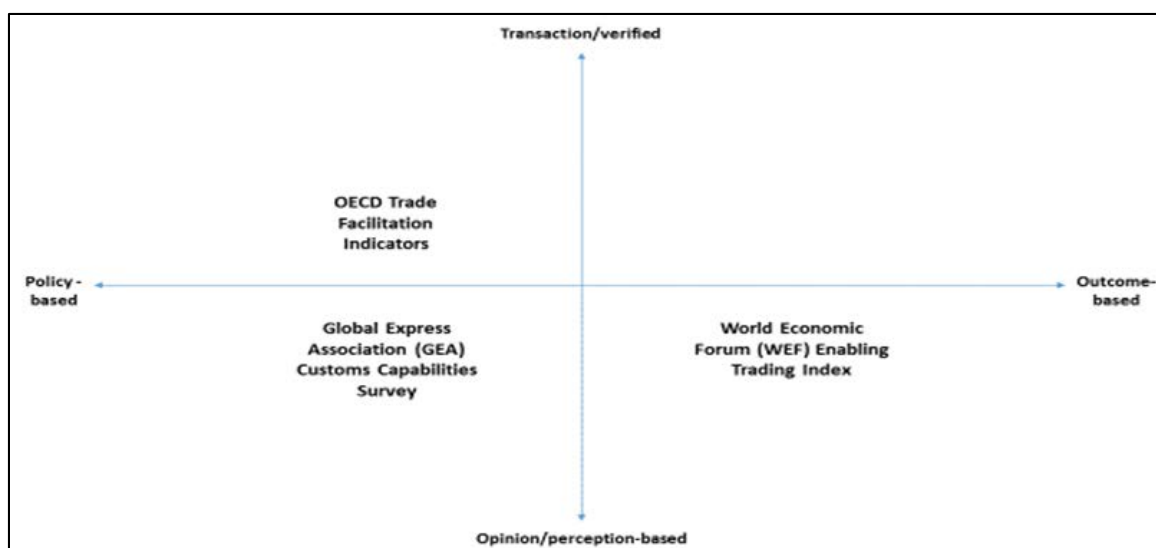 Transaction/verified
OECD Trade
Facilitation
Indicators
Policy-
based
Outcome-
based
Global Express
Association (GEA)
Customs Capabilities
Survey
World Economic
Forum (WEF) Enabling
Trading Index
Opinion/perception-based